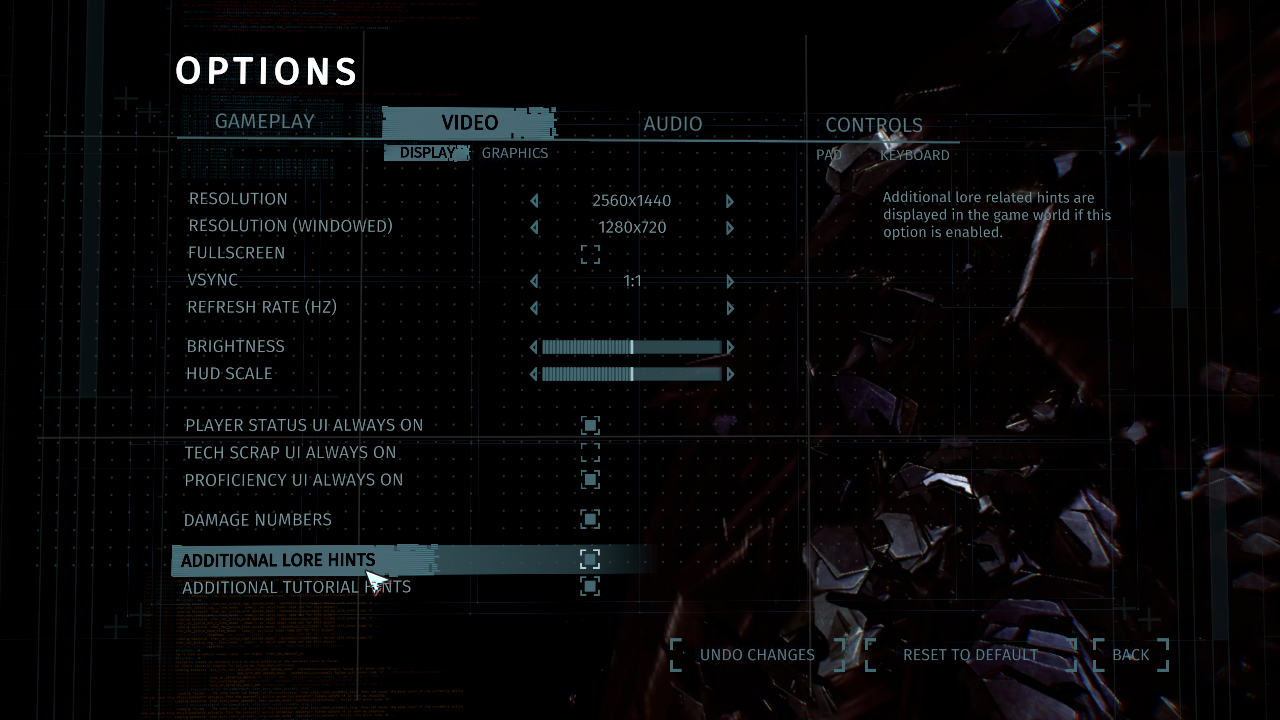 OPTIONS
GAMEPLAY VIDEO AUDIO CONTROLS
DISPLAY GRAPHICS PAD KEYBOARD
RESOLUTION 2560x1440
RESOLUTION (WINDOWED) 1280x720
FULLSCREEN
VSYNC 1:1
REFRESH RATE (HZ)
BRIGHTNESS
HUD SCALE
PLAYER STATUS UI ALWAYS ON
TECH SCRAP UI ALWAYS ON
PROFICIENCY UI ALWAYS ON
DAMAGE NUMBERS
ADDITIONAL LORE HINTS
ADDITIONAL TUTORIAL HINTS
Additional lore related hints are
displayed in the game world if this
option is enabled.
UNDO CHANGES RESET TO DEFAULT BACK